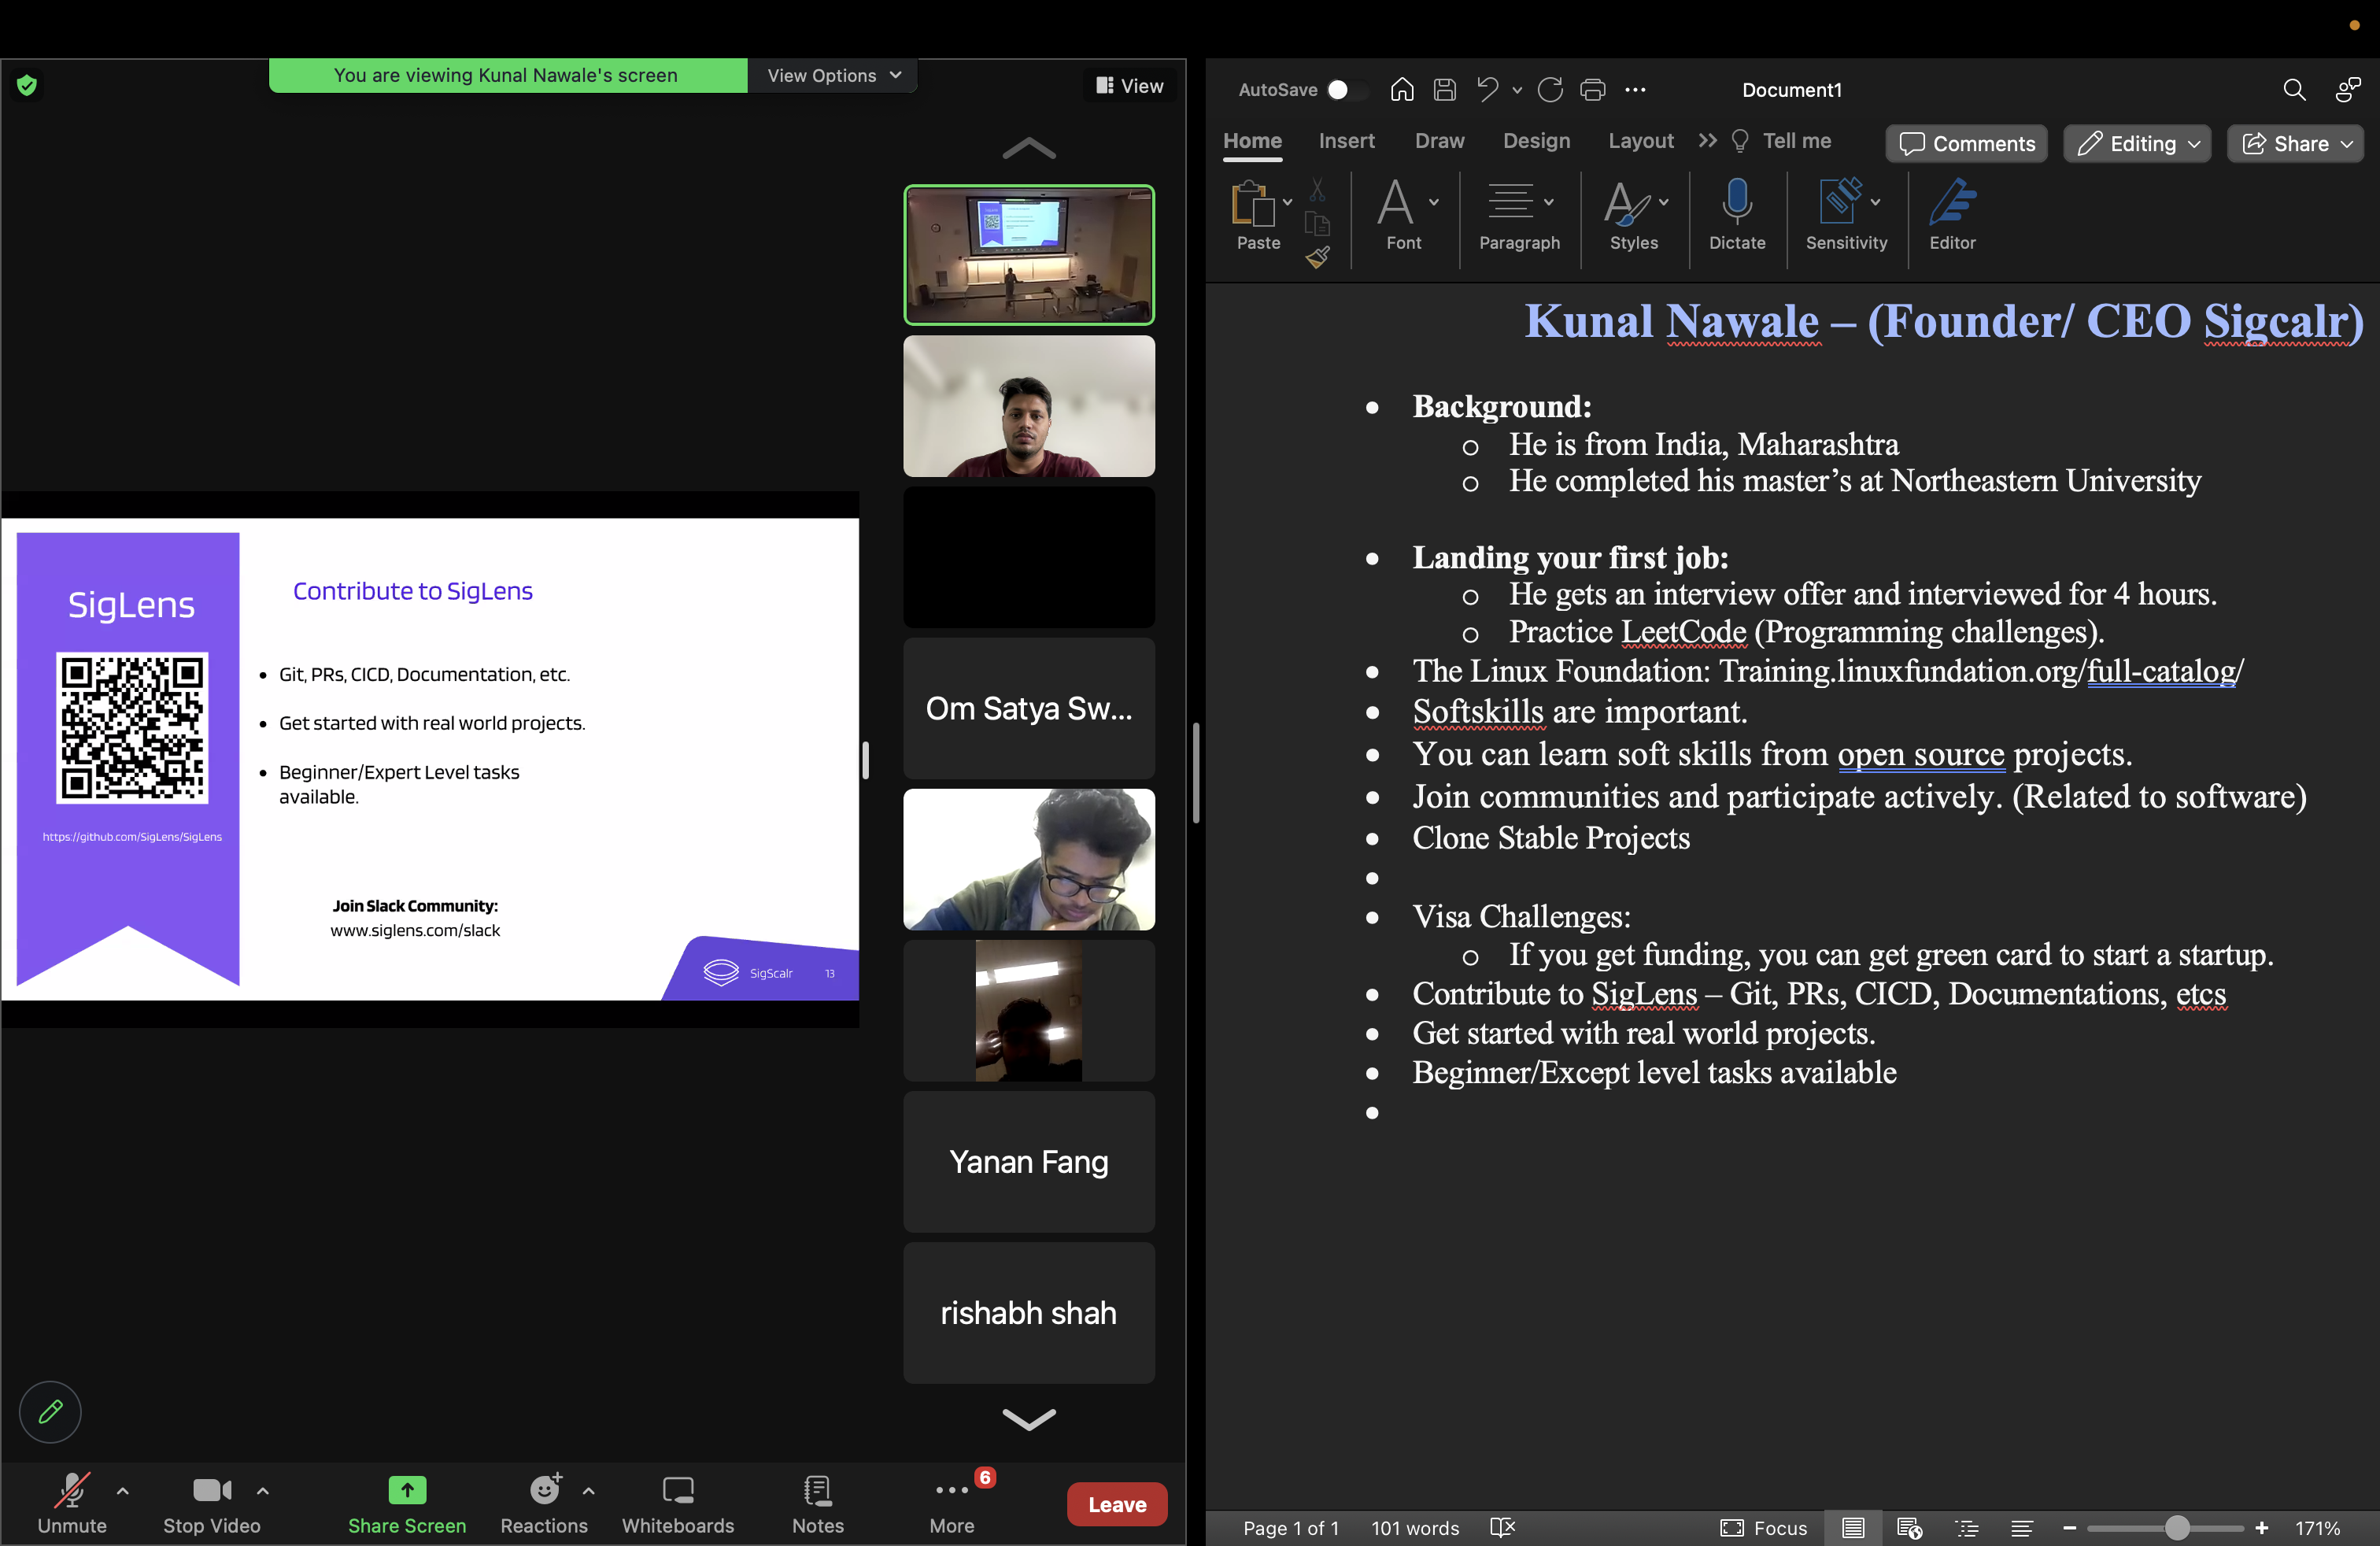 You are viewing Kunal Nawale's screen
View Options
View
SigLens
https://github.com/SigLens/SigLens
Contribute to SigLens
• Git, PRs, CICD, Documentation, etc.
• Get started with real world projects.
• Beginner/Expert Level tasks
available.
Join Slack Community:
www.siglens.com/slack
SigScalr 13
Om Satya Sw...
Yanan Fang
rishabh shah
Unmute
Stop Video
Share Screen
Reactions
Whiteboards
Notes
6
More
Leave
AutoSave
Document1
Home Insert Draw Design Layout Tell me
Comments
Editing
Share
Paste
Font
Paragraph
Styles
Dictate
Sensitivity
Editor
Kunal Nawale – (Founder/ CEO Sigcalr)
• Background:
o He is from India, Maharashtra
o He completed his master’s at Northeastern University
• Landing your first job:
o He gets an interview offer and interviewed for 4 hours.
o Practice LeetCode (Programming challenges).
• The Linux Foundation: Training.linuxfundation.org/full-catalog/
• Softskills are important.
• You can learn soft skills from open source projects.
• Join communities and participate actively. (Related to software)
• Clone Stable Projects
•
• Visa Challenges:
o If you get funding, you can get green card to start a startup.
• Contribute to SigLens – Git, PRs, CICD, Documentations, etcs
• Get started with real world projects.
• Beginner/Except level tasks available
•
Page 1 of 1
101 words
Focus
171%